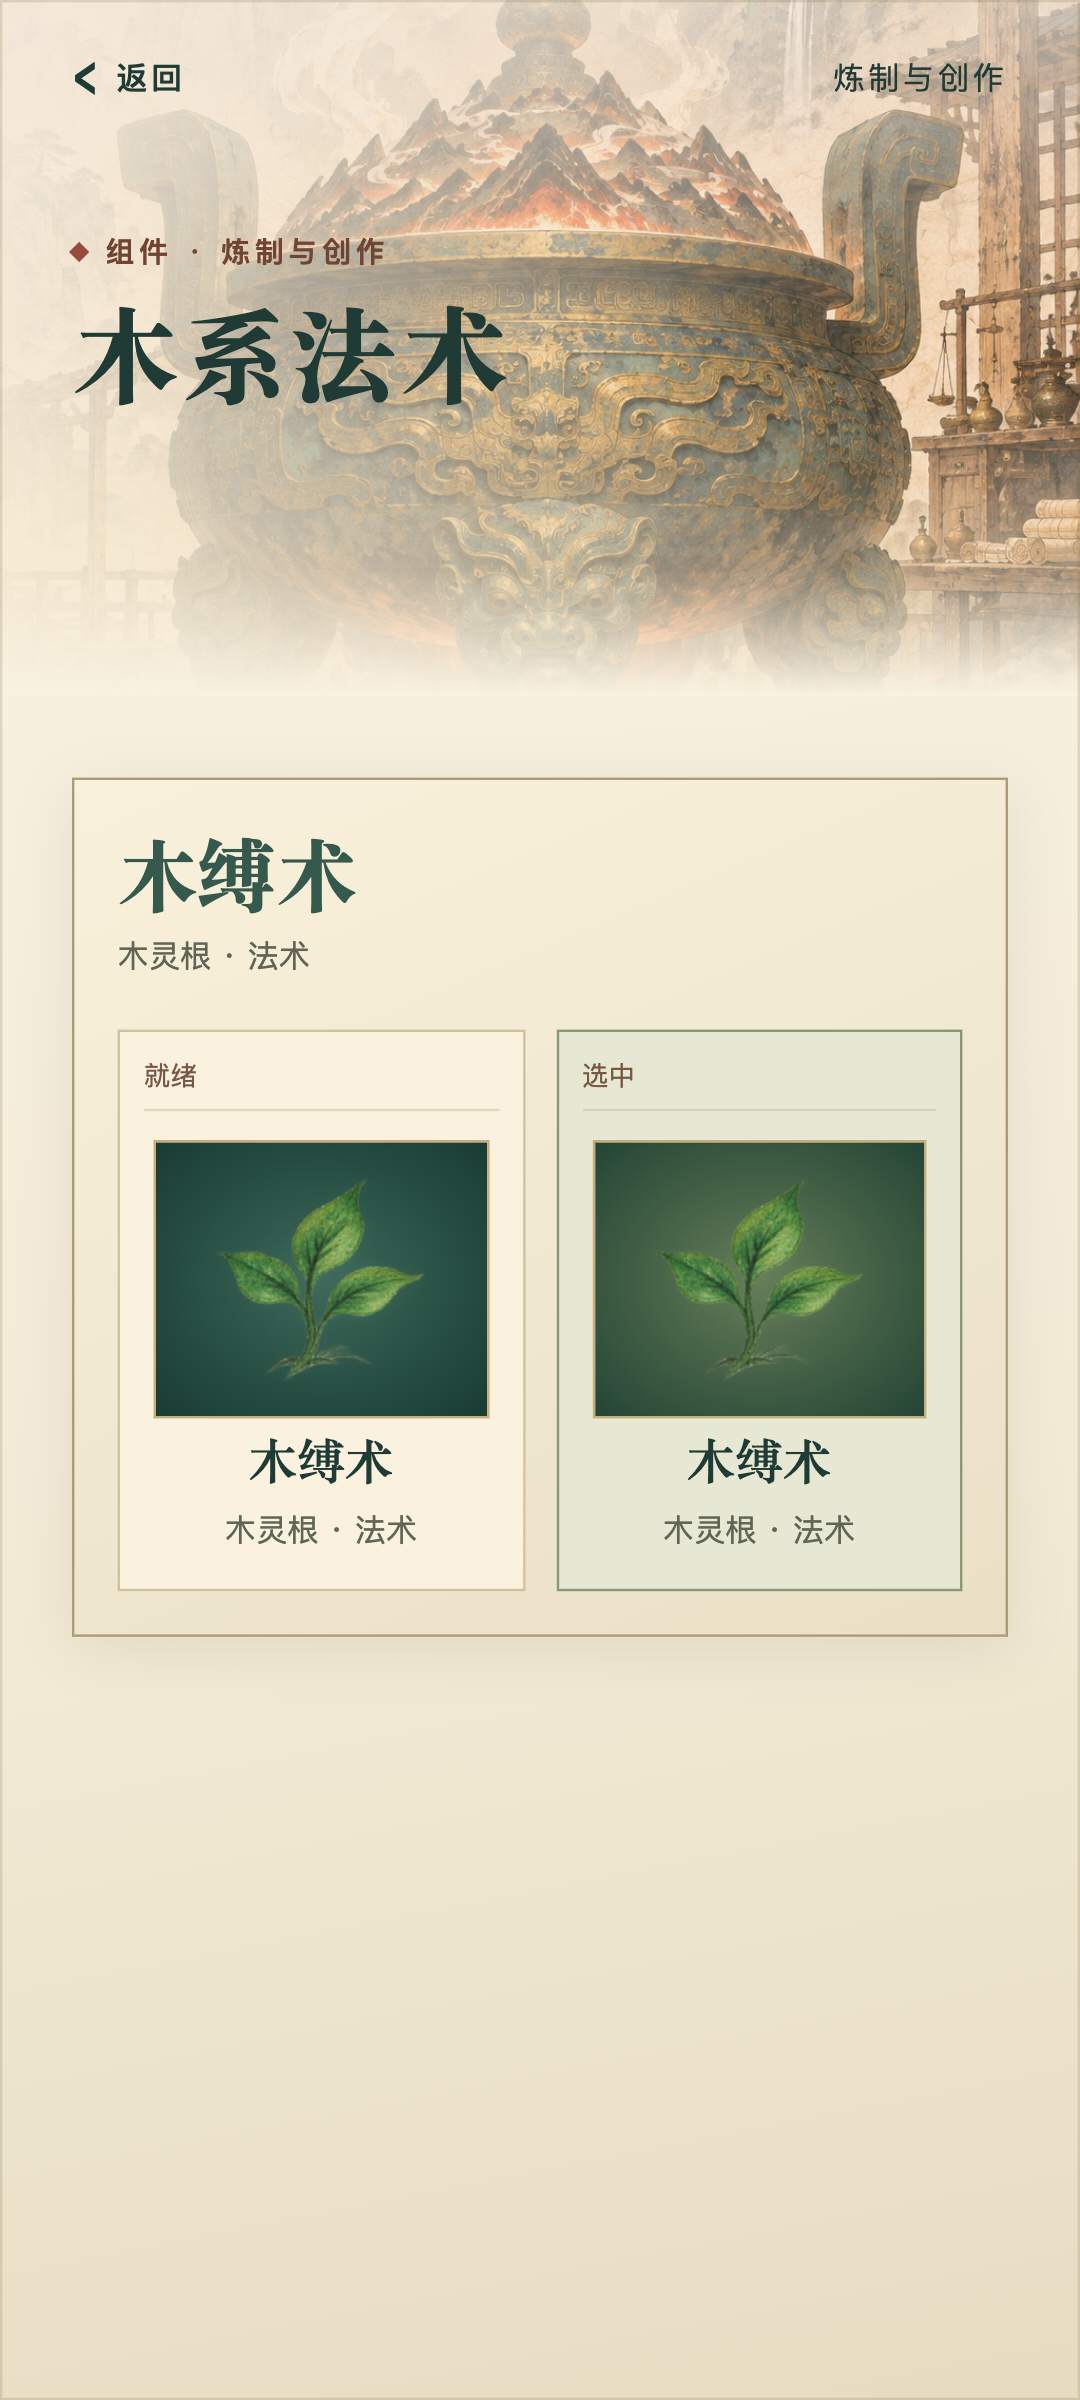 返回
炼制与创作
组件 · 炼制与创作
木系法术
木缚术
木灵根 · 法术
就绪
木缚术
木灵根 · 法术
选中
木缚术
木灵根 · 法术